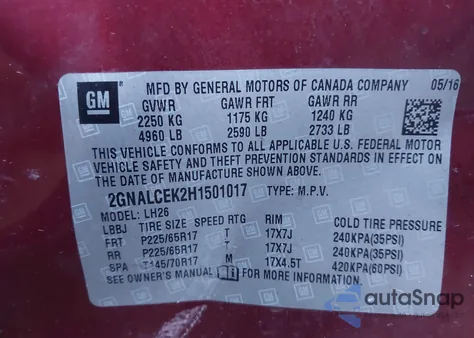 GM
MFD BY GENERAL MOTORS OF CANADA COMPANY 05/16
GVWR GAWR FRT GAWR RR
2250 KG 1175 KG 1240 KG
4960 LB 2590 LB 2733 LB
THIS VEHICLE CONFORMS TO ALL APPLICABLE U.S. FEDERAL MOTOR
VEHICLE SAFETY AND THEFT PREVENTION STANDARDS IN EFFECT ON
THE DATE OF MANUFACTURE SHOWN ABOVE.
2GNALCEK2H1501017 TYPE: M.P.V.
MODEL: LH26
LBBJ TIRE SIZE SPEED RTG RIM COLD TIRE PRESSURE
FRT P225/65R17 T 17X7J 240KPA(35PSI)
RR P225/65R17 T 17X7J 240KPA(35PSI)
SPA T145/70R17 M 17X4.5T 420KPA(60PSI)
SEE OWNER'S MANUAL FOR ADDITIONAL INFORMATION.
autoSnap